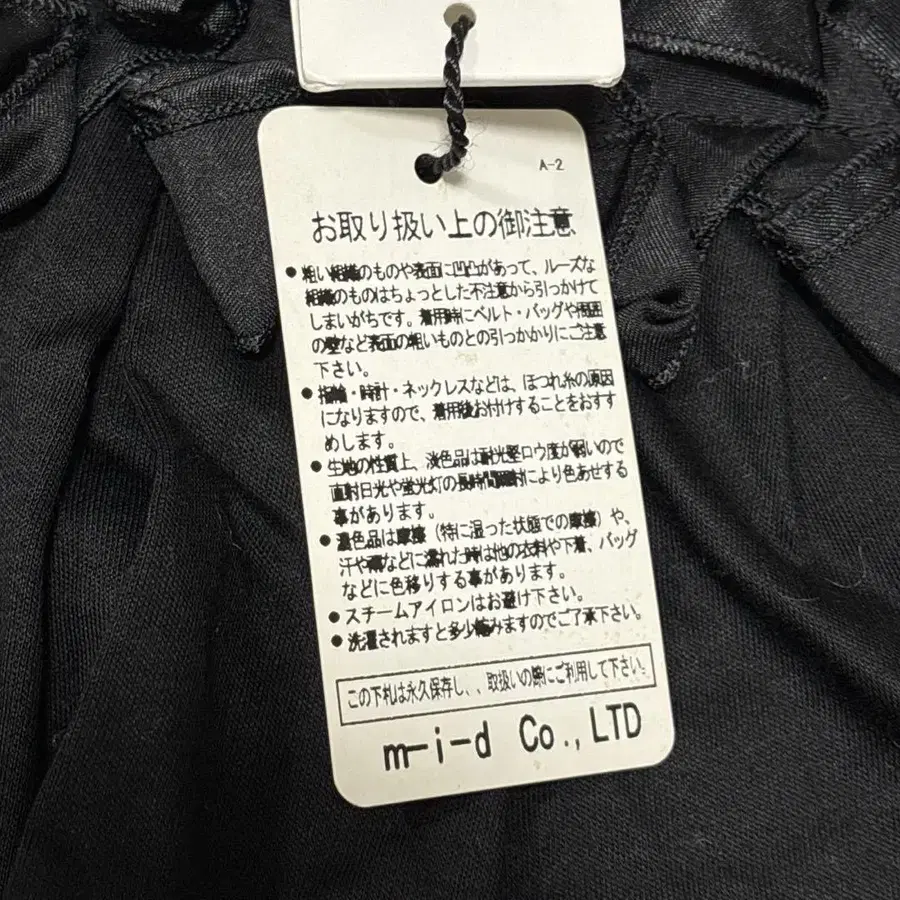 A-2
お取り扱い上の御注意
●粗い組織のものや表面に凹凸があって、ルーズな
組織のものはちょっとした不注意から引っかけて
しまいがちです。着用時にベルト・バッグや周囲
の壁など表面の粗いものとの引っかかりにご注意
下さい。
●指輪・時計・ネックレスなどは、ほつれ糸の原因
になりますので、着用後お付けすることをおすす
めします。
●生地の性質上、淡色品は耐光堅ロウ度が弱いので
直射日光や蛍光灯の長時間照射により色あせする
事があります。
●濃色品は摩擦（特に湿った状態での摩擦）や、
汗や雨などに濡れた時は他の衣料や下着、バッグ
などに色移りする事があります。
●スチームアイロンはお避け下さい。
●洗濯されますと多少縮みますのでご了承下さい。
この下札は永久保存し、、取扱いの際にご利用して下さい。
m-i-d Co.,LTD